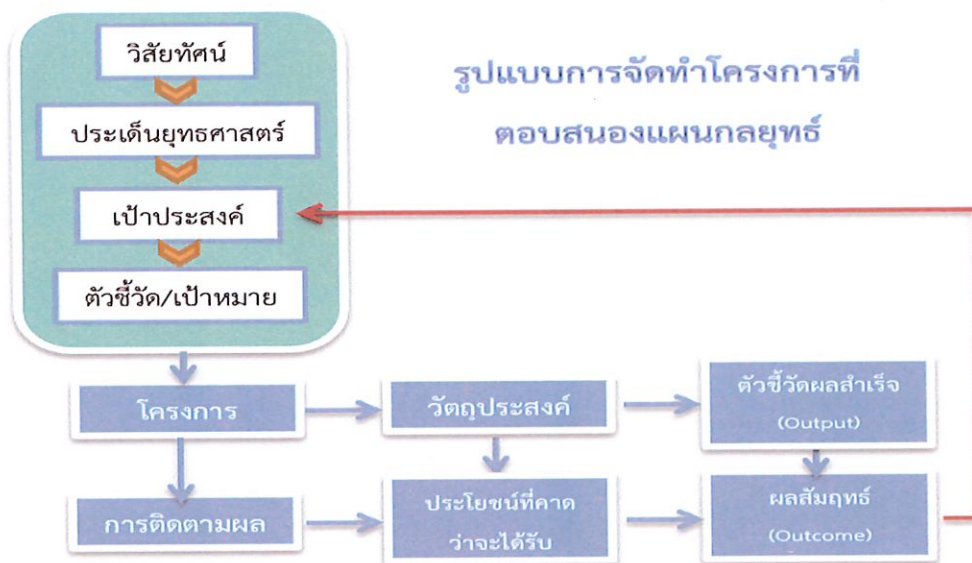 วิสัยทัศน์
รูปแบบการจัดทำโครงการที่
ตอบสนองแผนกลยุทธ์
ประเด็นยุทธศาสตร์
เป้าประสงค์
ตัวชี้วัด/เป้าหมาย
โครงการ
วัตถุประสงค์
ตัวชี้วัดผลสำเร็จ
(Output)
การติดตามผล
ประโยชน์ที่คาด
ว่าจะได้รับ
ผลสัมฤทธ์
(Outcome)